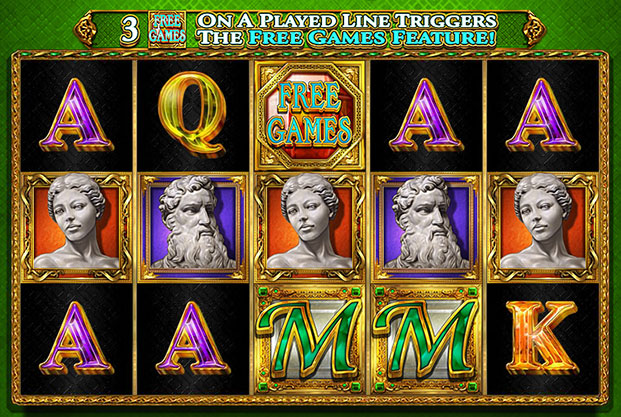 3 FREE GAMES ON A PLAYED LINE TRIGGERS
THE FREE GAMES FEATURE!
A Q FREE GAMES A A
A A M M K